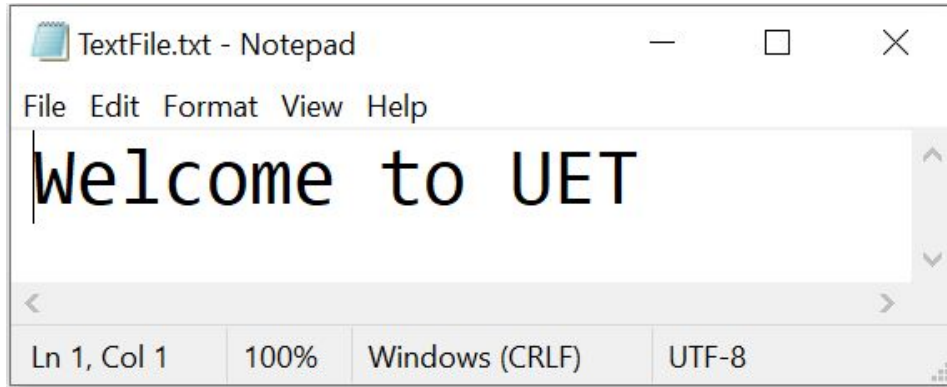 TextFile.txt - Notepad
File Edit Format View Help
Welcome to UET
Ln 1, Col 1 100% Windows (CRLF) UTF-8